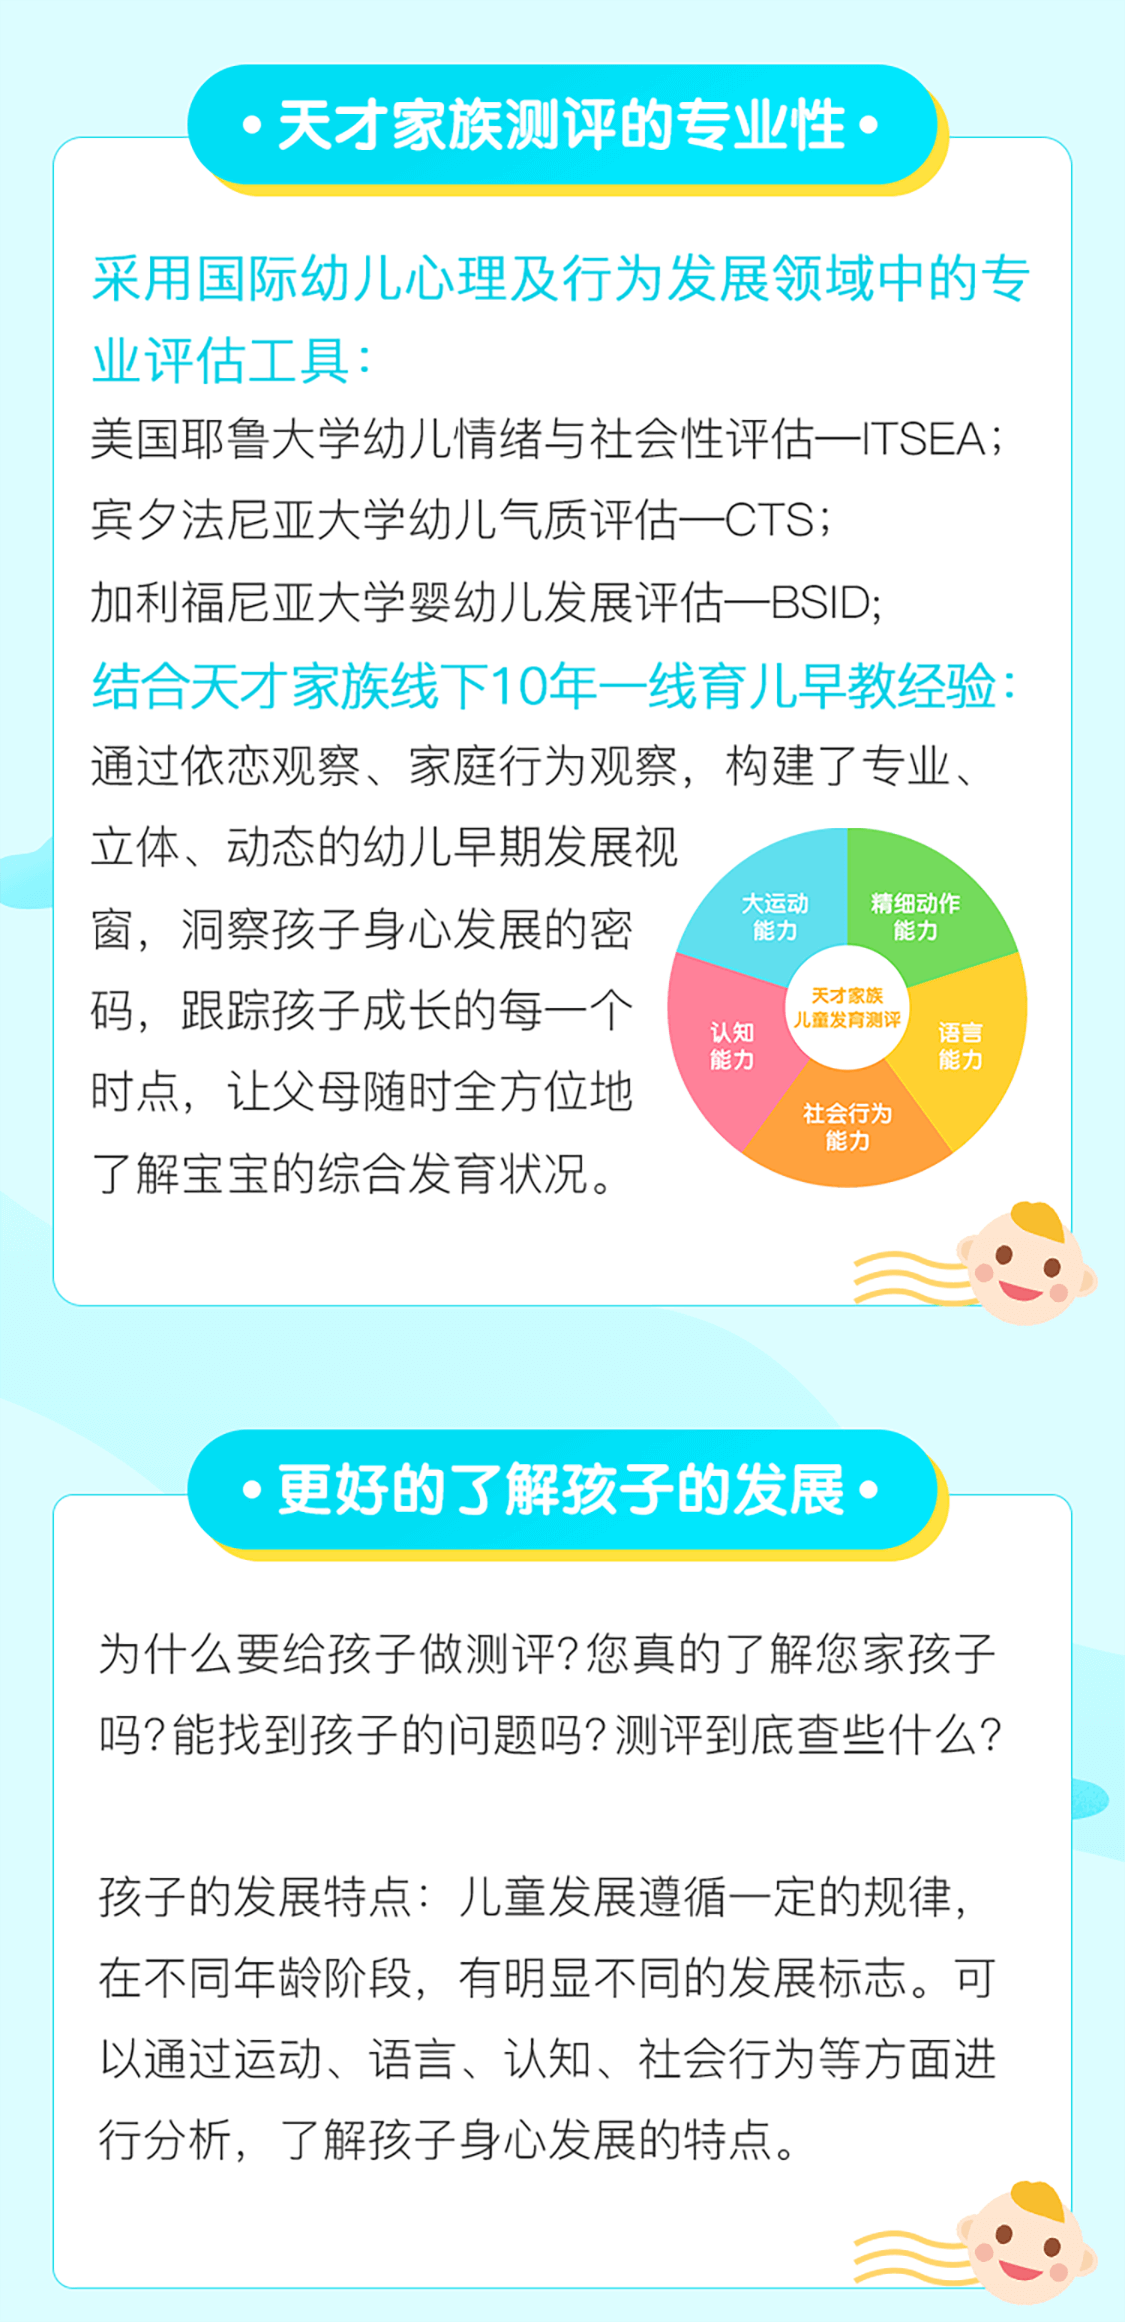 •天才家族测评的专业性•
采用国际幼儿心理及行为发展领域中的专
业评估工具：
美国耶鲁大学幼儿情绪与社会性评估—ITSEA；
宾夕法尼亚大学幼儿气质评估—CTS；
加利福尼亚大学婴幼儿发展评估—BSID;
结合天才家族线下10年一线育儿早教经验：
通过依恋观察、家庭行为观察，构建了专业、
立体、动态的幼儿早期发展视
窗，洞察孩子身心发展的密
码，跟踪孩子成长的每一个
时点，让父母随时全方位地
了解宝宝的综合发育状况。
大运动
能力
精细动作
能力
天才家族
儿童发育测评
认知
能力
语言
能力
社会行为
能力
•更好的了解孩子的发展•
为什么要给孩子做测评？您真的了解您家孩子
吗？能找到孩子的问题吗？测评到底查些什么？
孩子的发展特点：儿童发展遵循一定的规律，
在不同年龄阶段，有明显不同的发展标志。可
以通过运动、语言、认知、社会行为等方面进
行分析，了解孩子身心发展的特点。